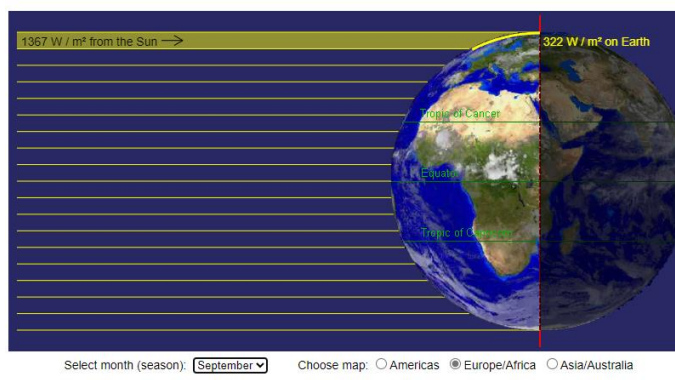 1367 W / m² from the Sun
322 W / m² on Earth
Tropic of Cancer
Equator
Tropic of Capricorn
Select month (season): September Choose map: Americas Europe/Africa Asia/Australia